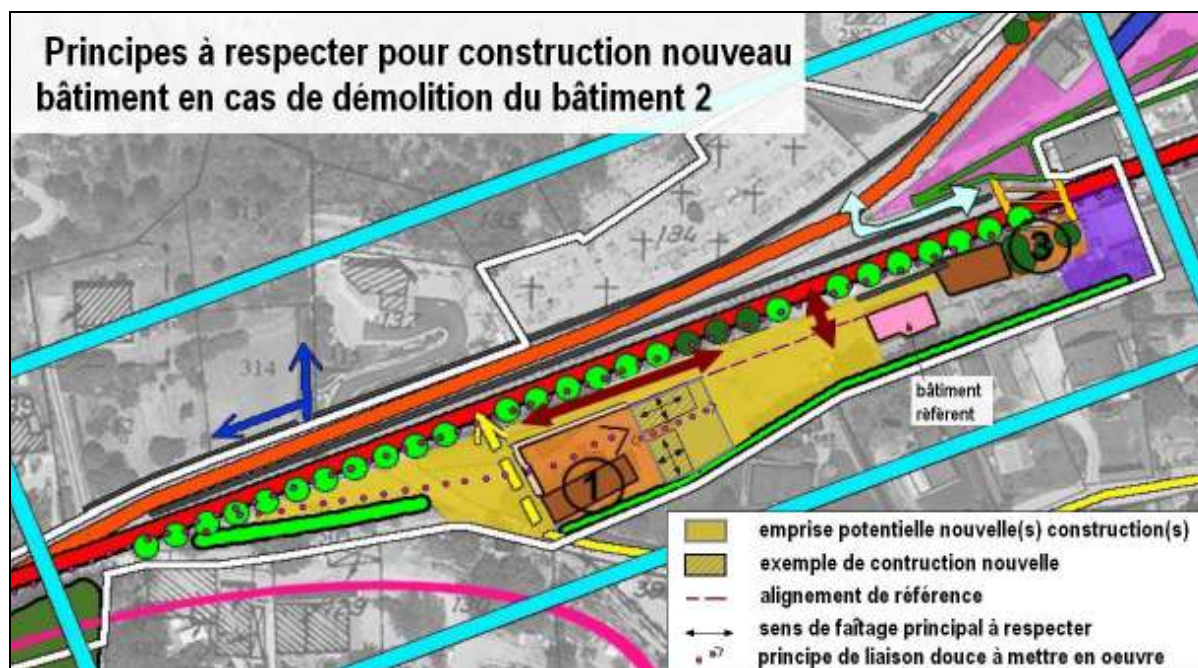 Principes à respecter pour construction nouveau
bâtiment en cas de démolition du bâtiment 2
287
134
314
3
1
bâtiment
rèfèrent
emprise potentielle nouvelle(s) construction(s)
exemple de contruction nouvelle
alignement de référence
sens de faîtage principal à respecter
principe de liaison douce à mettre en oeuvre